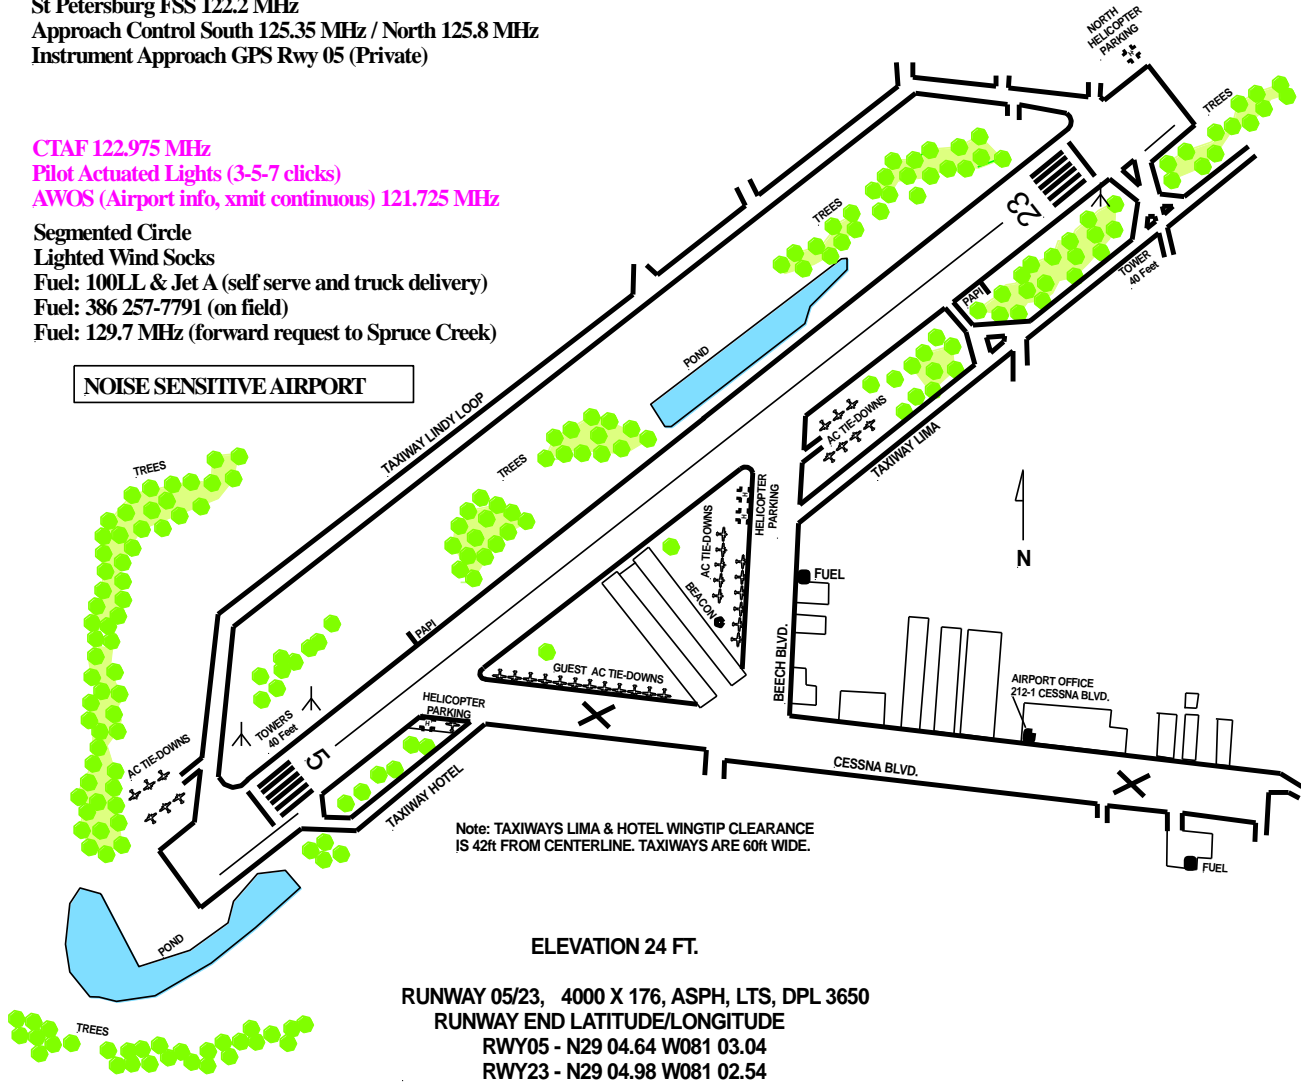 St Petersburg FSS 122.2 MHz
Approach Control South 125.35 MHz / North 125.8 MHz
Instrument Approach GPS Rwy 05 (Private)
CTAF 122.975 MHz
Pilot Actuated Lights (3-5-7 clicks)
AWOS (Airport info, xmit continuous) 121.725 MHz
Segmented Circle
Lighted Wind Socks
Fuel: 100LL & Jet A (self serve and truck delivery)
Fuel: 386 257-7791 (on field)
Fuel: 129.7 MHz (forward request to Spruce Creek)
NOISE SENSITIVE AIRPORT
NORTH
HELICOPTER
PARKING
H
TREES
TREES
23
TOWER
40 Feet
PAPI
POND
TAXIWAY LINDY LOOP
AC TIE-DOWNS
TAXIWAY LIMA
TREES
TREES
HELICOPTER
PARKING
H
H
AC TIE-DOWNS
BEACON
N
FUEL
PAPI
GUEST AC TIE-DOWNS
BEECH BLVD.
AIRPORT OFFICE
212-1 CESSNA BLVD.
HELICOPTER
PARKING
H
TOWERS
40 Feet
5
AC TIE-DOWNS
TAXIWAY HOTEL
CESSNA BLVD.
Note: TAXIWAYS LIMA & HOTEL WINGTIP CLEARANCE
IS 42ft FROM CENTERLINE. TAXIWAYS ARE 60ft WIDE.
FUEL
POND
TREES
ELEVATION 24 FT.
RUNWAY 05/23, 4000 X 176, ASPH, LTS, DPL 3650
RUNWAY END LATITUDE/LONGITUDE
RWY05 - N29 04.64 W081 03.04
RWY23 - N29 04.98 W081 02.54